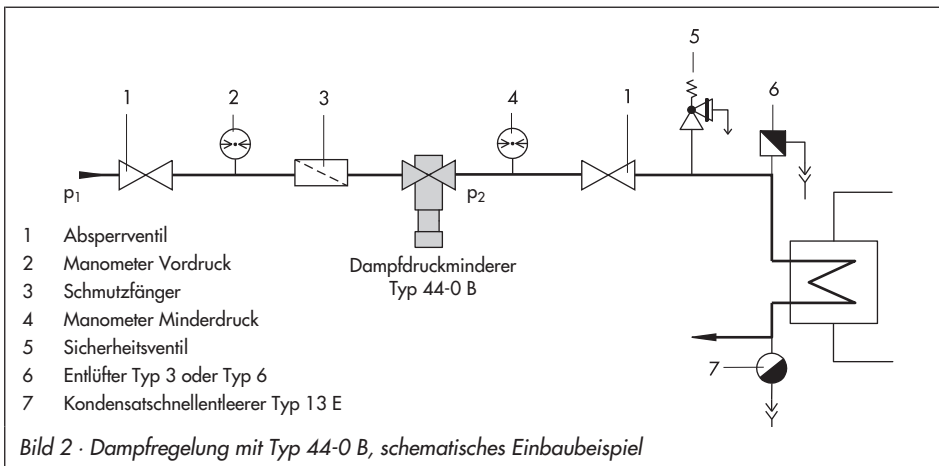 5
6
1
2
3
4
1
p1
p2
Dampfdruckminderer
Typ 44-0 B
1 Absperrventil
2 Manometer Vordruck
3 Schmutzfänger
4 Manometer Minderdruck
5 Sicherheitsventil
6 Entlüfter Typ 3 oder Typ 6
7 Kondensatschnellentleerer Typ 13 E
7
Bild 2 · Dampfregelung mit Typ 44-0 B, schematisches Einbaubeispiel